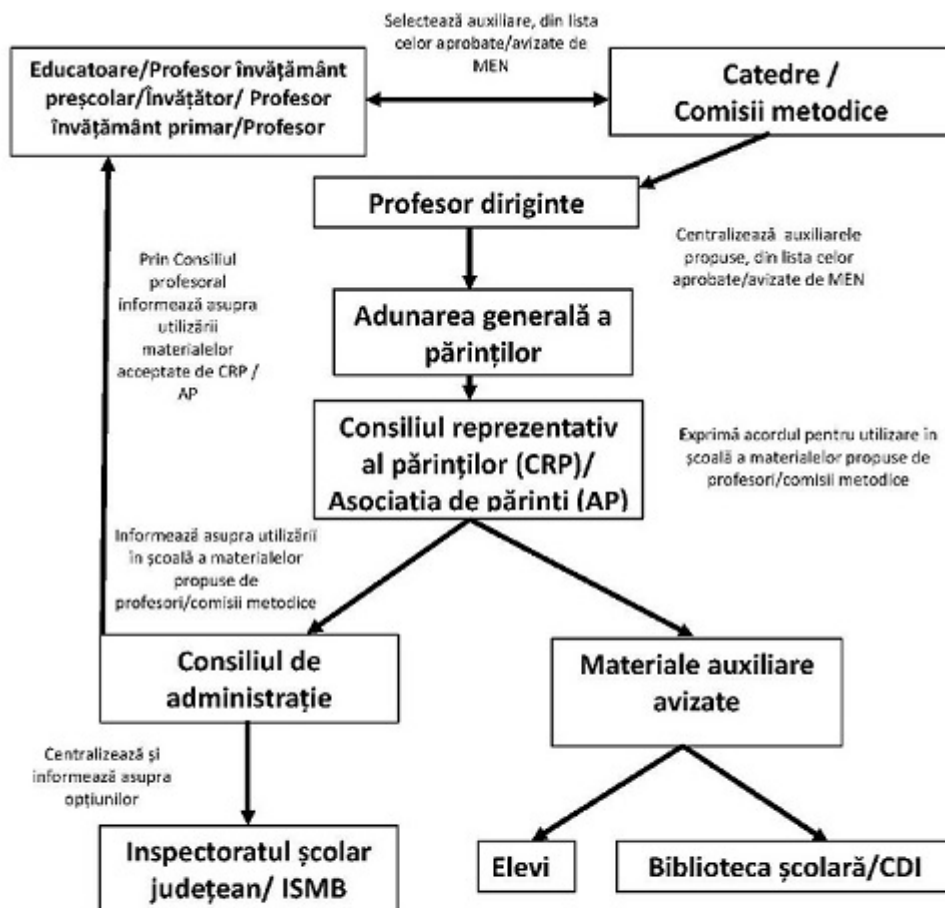 Selectează auxiliare, din lista
celor aprobate/avizate de
MEN
Educatoare/Profesor învățământ
preșcolar/Învățător/ Profesor
învățământ primar/Profesor
Catedre /
Comisii metodice
Profesor diriginte
Centralizează auxiliarele
propuse, din lista celor
aprobate/avizate de MEN
Prin Consiliul
profesoral
informează asupra
utilizării
materialelor
acceptate de CRP /
AP
Adunarea generală a
părinților
Consiliul reprezentativ
al părinților (CRP)/
Asociatia de părinti (AP)
Exprimă acordul pentru utilizare în
școală a materialelor propuse de
profesori/comisii metodice
Informează asupra utilizării
în școală a materialelor
propuse de
profesori/comisii metodice
Consiliul de
administrație
Materiale auxiliare
avizate
Centralizează și
informează asupra
opțiunilor
Inspectoratul școlar
județean/ ISMB
Elevi
Biblioteca școlară/CDI